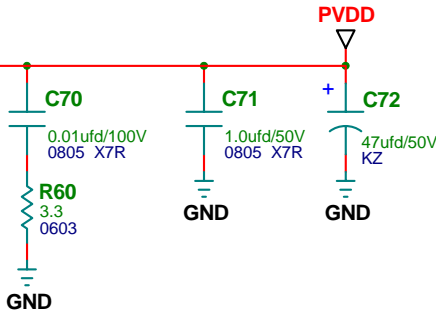 PVDD
C70
0.01ufd/100V
0805 X7R
C71
1.0ufd/50V
0805 X7R
+
C72
47ufd/50V
KZ
R60
3.3
0603
GND
GND
GND